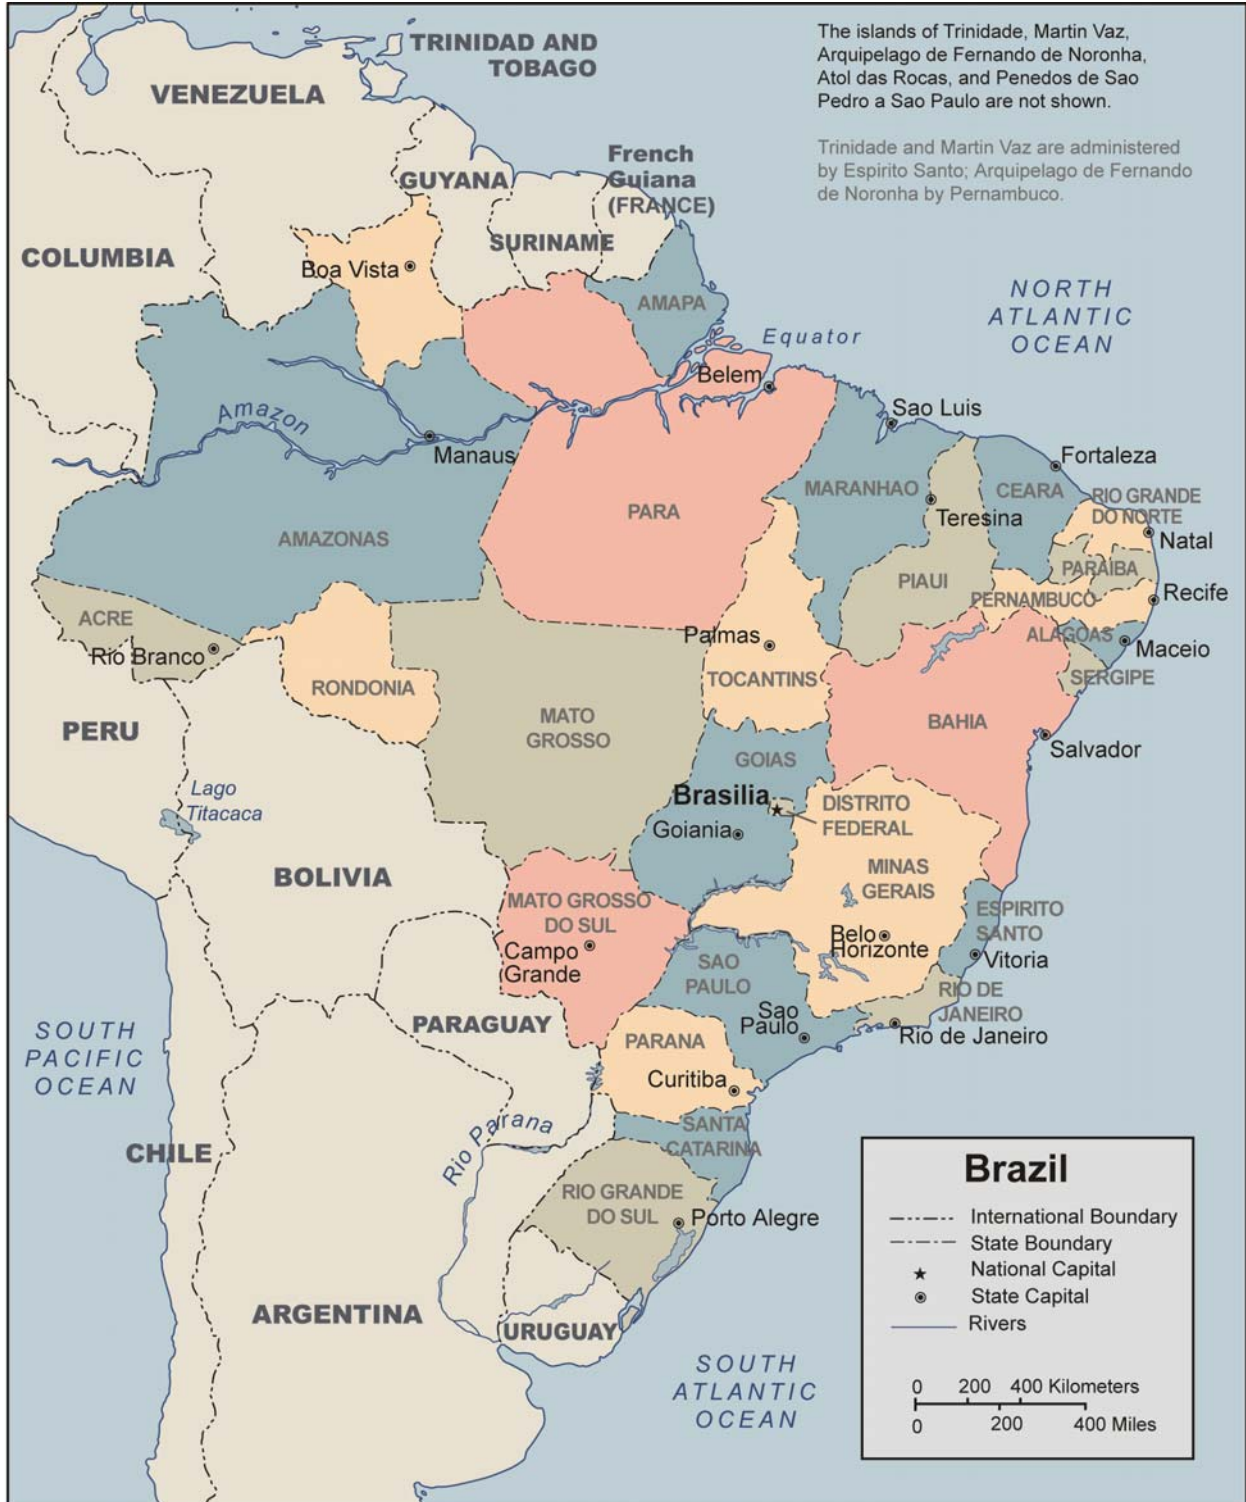 The islands of Trinidade, Martin Vaz,
Arquipelago de Fernando de Noronha,
Atol das Rocas, and Penedos de Sao
Pedro a Sao Paulo are not shown.
Trinidade and Martin Vaz are administered
by Espirito Santo; Arquipelago de Fernando
de Noronha by Pernambuco.
TRINIDAD AND
TOBAGO
VENEZUELA
French
Guiana
(FRANCE)
GUYANA
SURINAME
COLUMBIA
Boa Vista
AMAPA
NORTH
ATLANTIC
OCEAN
Equator
Belem
Amazon
Manaus
Sao Luis
Fortaleza
MARANHAO
CEARA
RIO GRANDE
DO NORTE
Teresina
Natal
PARA
AMAZONAS
PARAIBA
PIAUI
PERNAMBUCO
Recife
ACRE
Rio Branco
Palmas
ALAGOAS
Maceio
SERGIPE
TOCANTINS
RONDONIA
MATO
GROSSO
PERU
BAHIA
Salvador
GOIAS
Lago
Titacaca
Brasilia
DISTRITO
FEDERAL
Goiania
BOLIVIA
MINAS
GERAIS
MATO GROSSO
DO SUL
Campo
Grande
Belo
Horizonte
ESPIRITO
SANTO
Vitoria
SAO
PAULO
RIO DE
JANEIRO
Sao
Paulo
Rio de Janeiro
PARAGUAY
SOUTH
PACIFIC
OCEAN
PARANA
Curitiba
Rio Parana
SANTA
CATARINA
CHILE
RIO GRANDE
DO SUL
Porto Alegre
ARGENTINA
URUGUAY
SOUTH
ATLANTIC
OCEAN
Brazil
International Boundary
State Boundary
National Capital
State Capital
Rivers
0 200 400 Kilometers
0 200 400 Miles